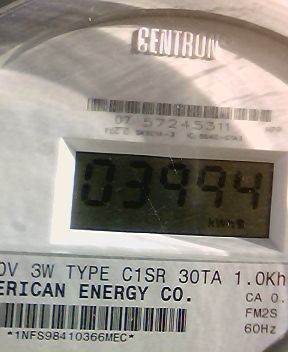 CENTRON
07 57245311
03994
kWh
0V 3W TYPE C1SR 30TA 1.0Kh
ERICAN ENERGY CO.
CA 0.
FM2S
60Hz
*1NFS98410366MEC*